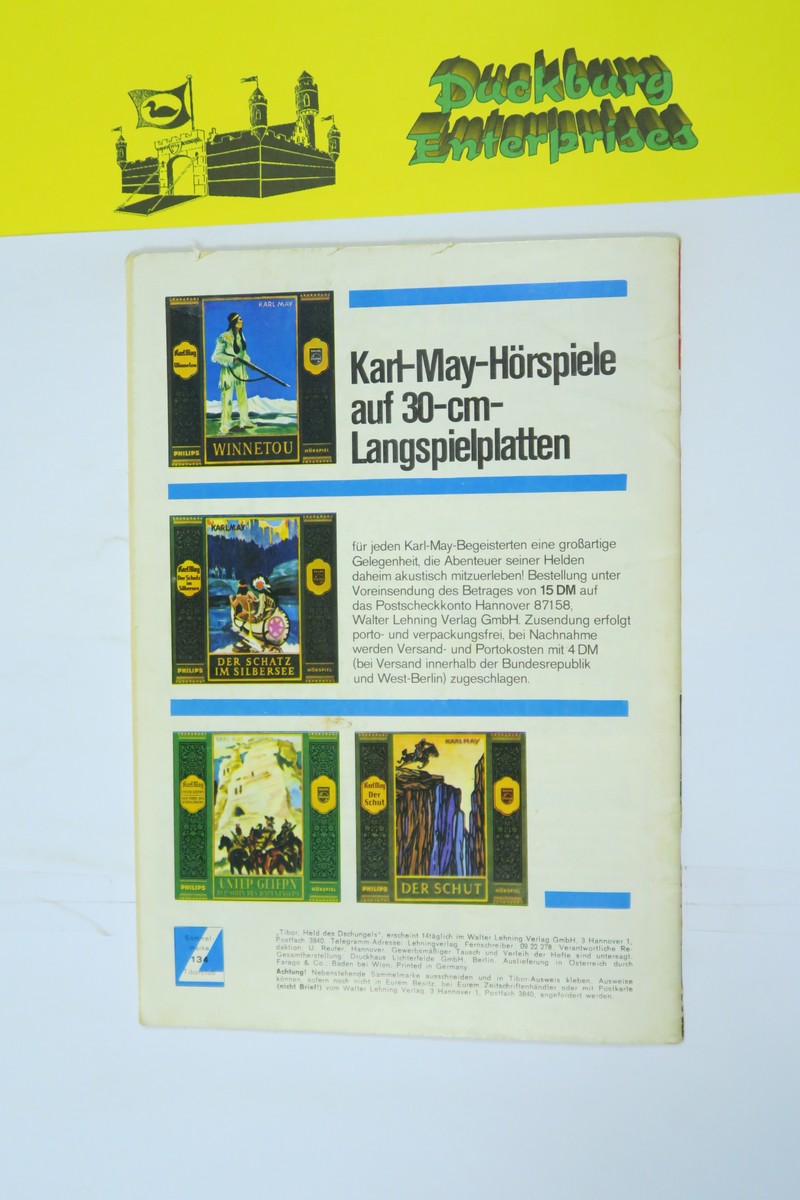 Duckburg
Enterprises
KARL MAY
Karl May
Winnetou
PHILIPS
WINNETOU
HÖRSPIEL
Karl-May-Hörspiele
auf 30-cm-
Langspielplatten
KARL MAY
Karl May
Der Schatz
im
Silbersee
PHILIPS
DER SCHATZ
IM SILBERSEE
HÖRSPIEL
für jeden Karl-May-Begeisterten eine großartige
Gelegenheit, die Abenteuer seiner Helden
daheim akustisch mitzuerleben! Bestellung unter
Voreinsendung des Betrages von 15 DM auf
das Postscheckkonto Hannover 87158,
Walter Lehning Verlag GmbH. Zusendung erfolgt
porto- und verpackungsfrei, bei Nachnahme
werden Versand- und Portokosten mit 4 DM
(bei Versand innerhalb der Bundesrepublik
und West-Berlin) zugeschlagen.
KARL MAY
Karl May
PHILIPS
UNTER GEIERN
HÖRSPIEL
KARL MAY
Karl May
Der
Schut
PHILIPS
DER SCHUT
HÖRSPIEL
Sammel-
marke
134
„Tibor, Held des Dschungels", erscheint 14täglich im Walter Lehning Verlag GmbH, 3 Hannover 1,
Postfach 3840. Telegramm-Adresse: Lehningverlag. Fernschreiber: 09 22 278. Verantwortliche Re-
daktion: U. Reuter, Hannover. Gewerbsmäßiger Tausch und Verleih der Hefte sind untersagt.
Gesamtherstellung: Druckhaus Lichterfelde GmbH, Berlin. Auslieferung in Österreich durch
Farago & Co., Baden bei Wien. Printed in Germany
Achtung! Nebenstehende Sammelmarke ausschneiden und in Tibor-Ausweis kleben. Ausweise
können, sofern noch nicht in Eurem Besitz, bei Eurem Zeitschriftenhändler oder mit Postkarte
(nicht Brief!) vom Walter Lehning Verlag, 3 Hannover 1, Postfach 3840, angefordert werden.